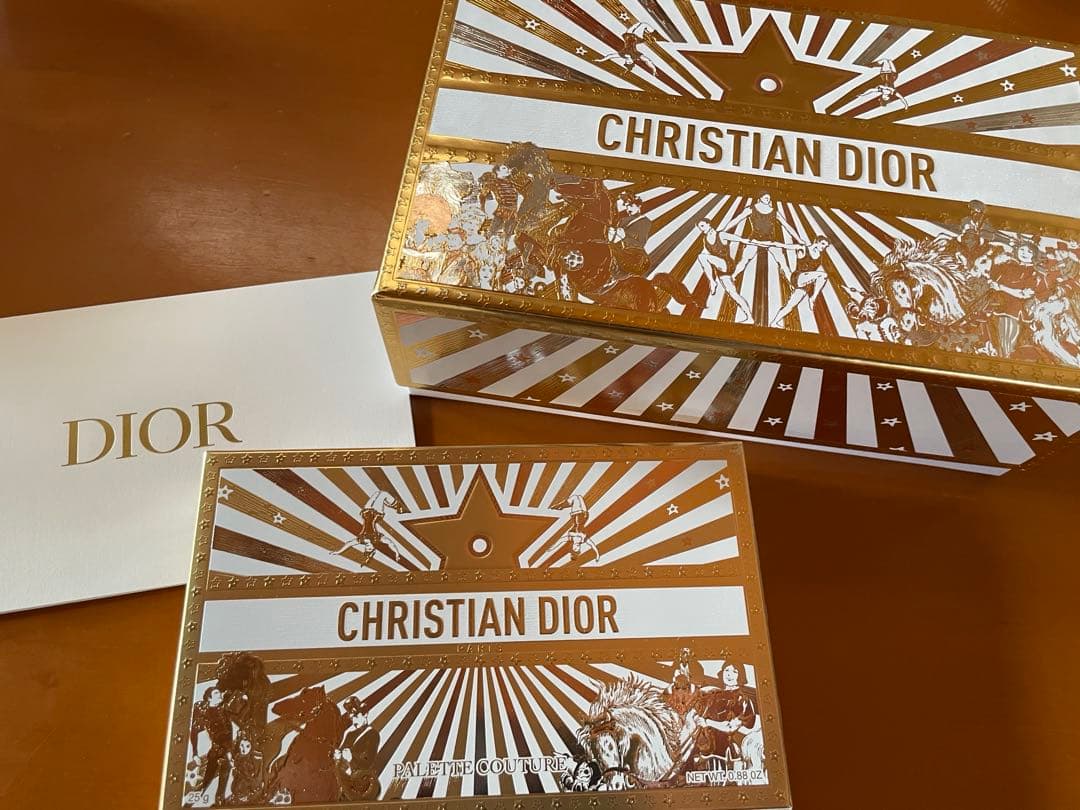 CHRISTIAN DIOR
DIOR
CHRISTIAN DIOR
PARIS
PALETTE COUTURE
25 g
NET WT. 0.88 OZ